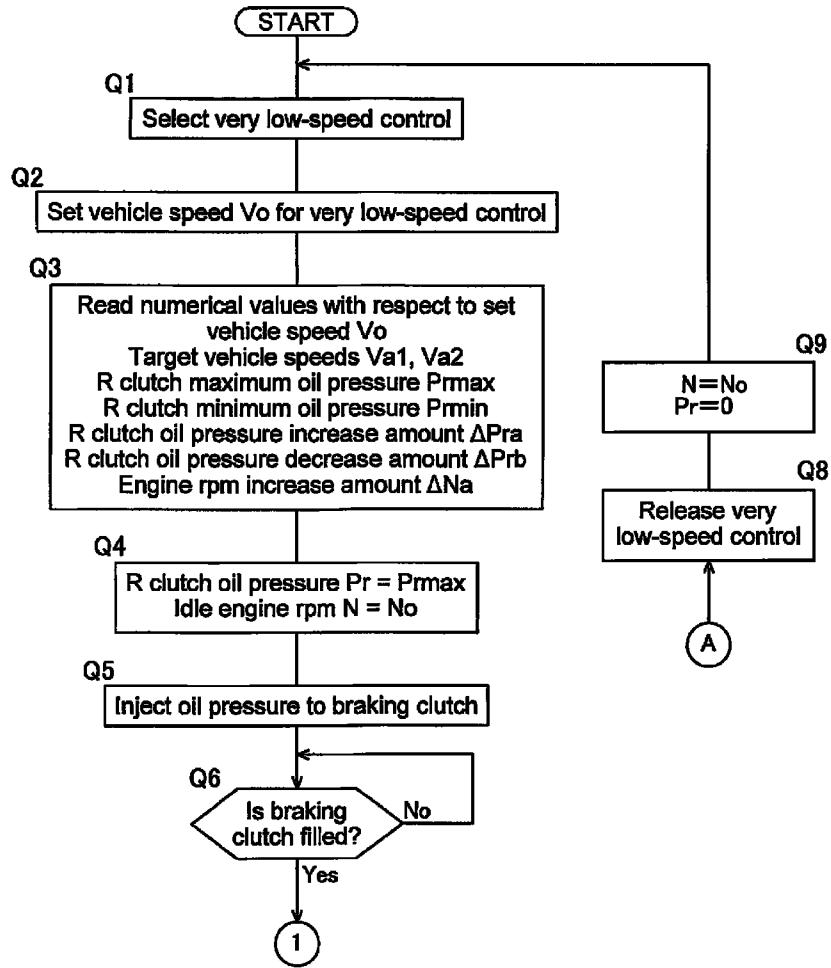 START
Q1
Select very low-speed control
Q2
Set vehicle speed Vo for very low-speed control
Q3
Read numerical values with respect to set
vehicle speed Vo
Target vehicle speeds Va1, Va2
R clutch maximum oil pressure Prmax
R clutch minimum oil pressure Prmin
R clutch oil pressure increase amount ΔPra
R clutch oil pressure decrease amount ΔPrb
Engine rpm increase amount ΔNa
Q4
R clutch oil pressure Pr = Prmax
Idle engine rpm N = No
Q5
Inject oil pressure to braking clutch
Q6
Is braking
clutch filled?
No
Yes
1
Q9
N=No
Pr=0
Q8
Release very
low-speed control
A